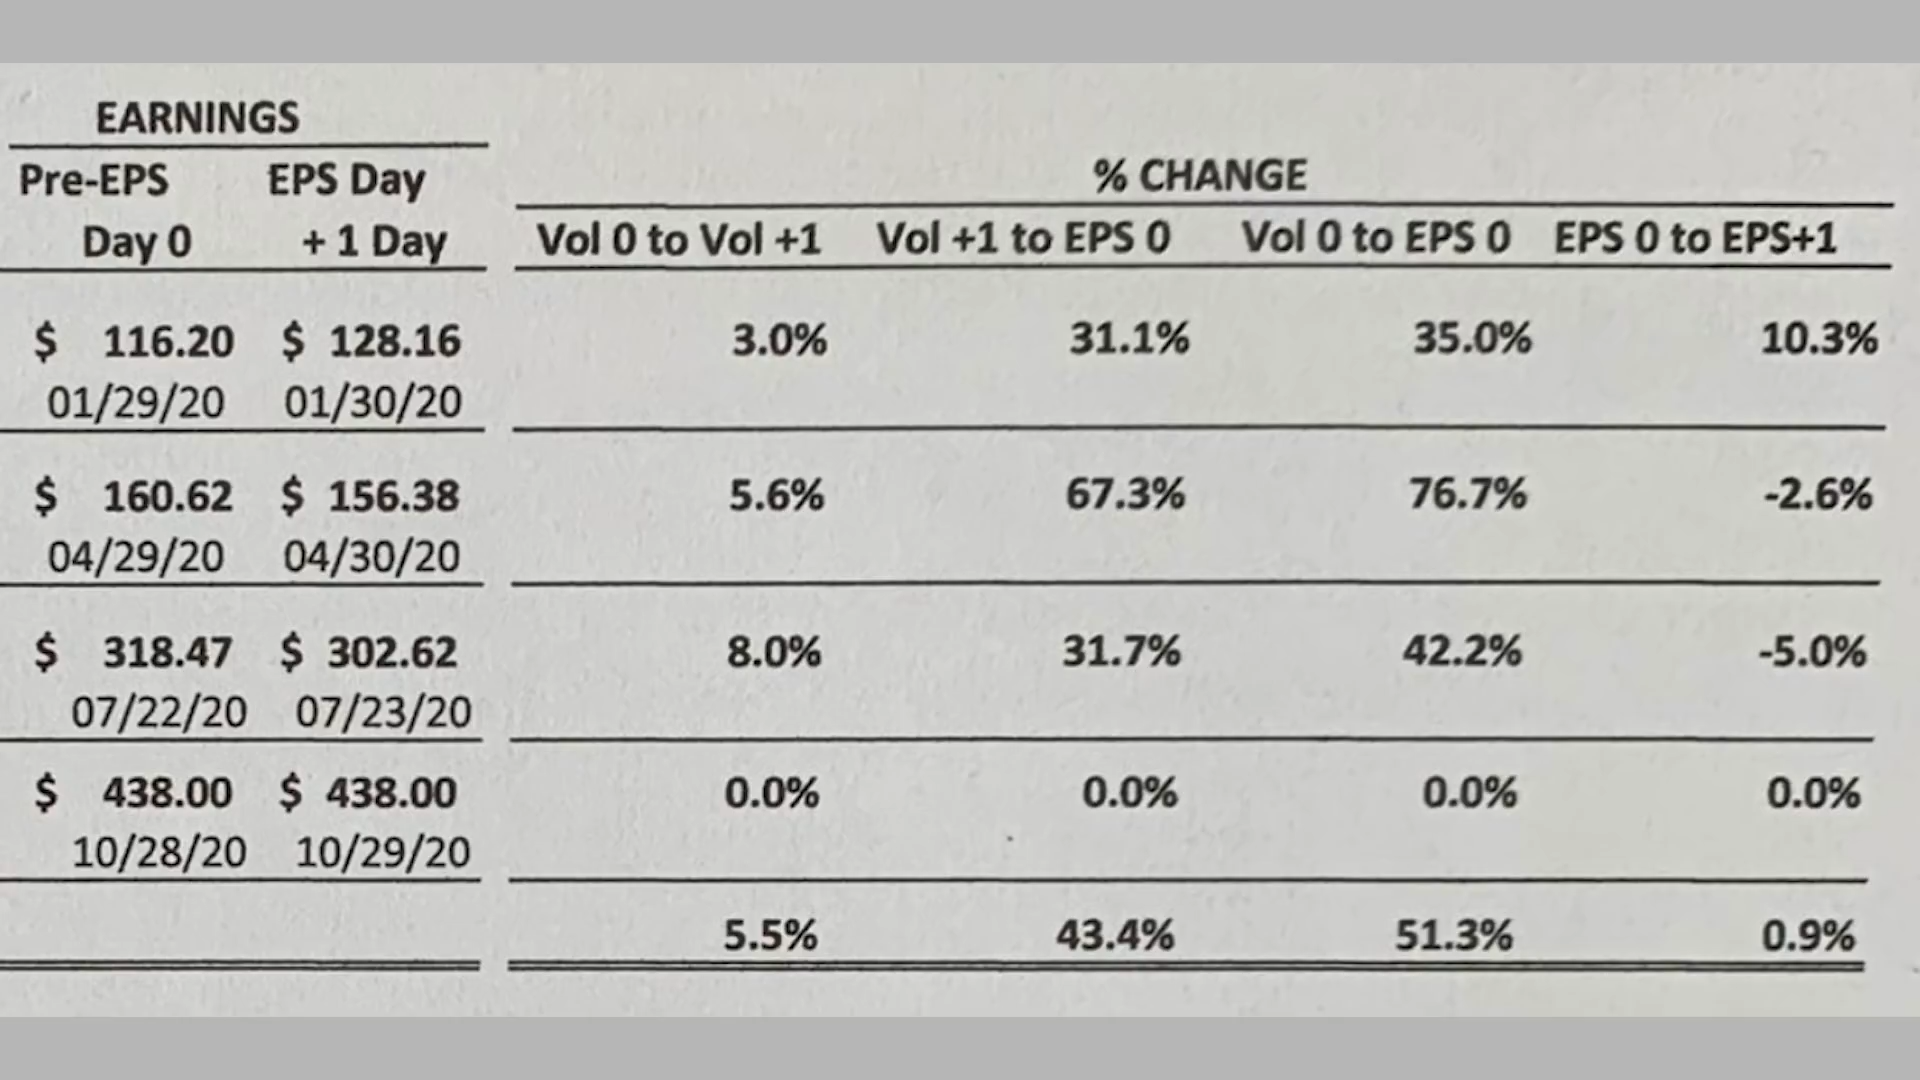 EARNINGS
Pre-EPS EPS Day % CHANGE
Day 0 + 1 Day Vol 0 to Vol +1 Vol +1 to EPS 0 Vol 0 to EPS 0 EPS 0 to EPS+1
$ 116.20 $ 128.16 3.0% 31.1% 35.0% 10.3%
01/29/20 01/30/20
$ 160.62 $ 156.38 5.6% 67.3% 76.7% -2.6%
04/29/20 04/30/20
$ 318.47 $ 302.62 8.0% 31.7% 42.2% -5.0%
07/22/20 07/23/20
$ 438.00 $ 438.00 0.0% 0.0% 0.0% 0.0%
10/28/20 10/29/20
5.5% 43.4% 51.3% 0.9%